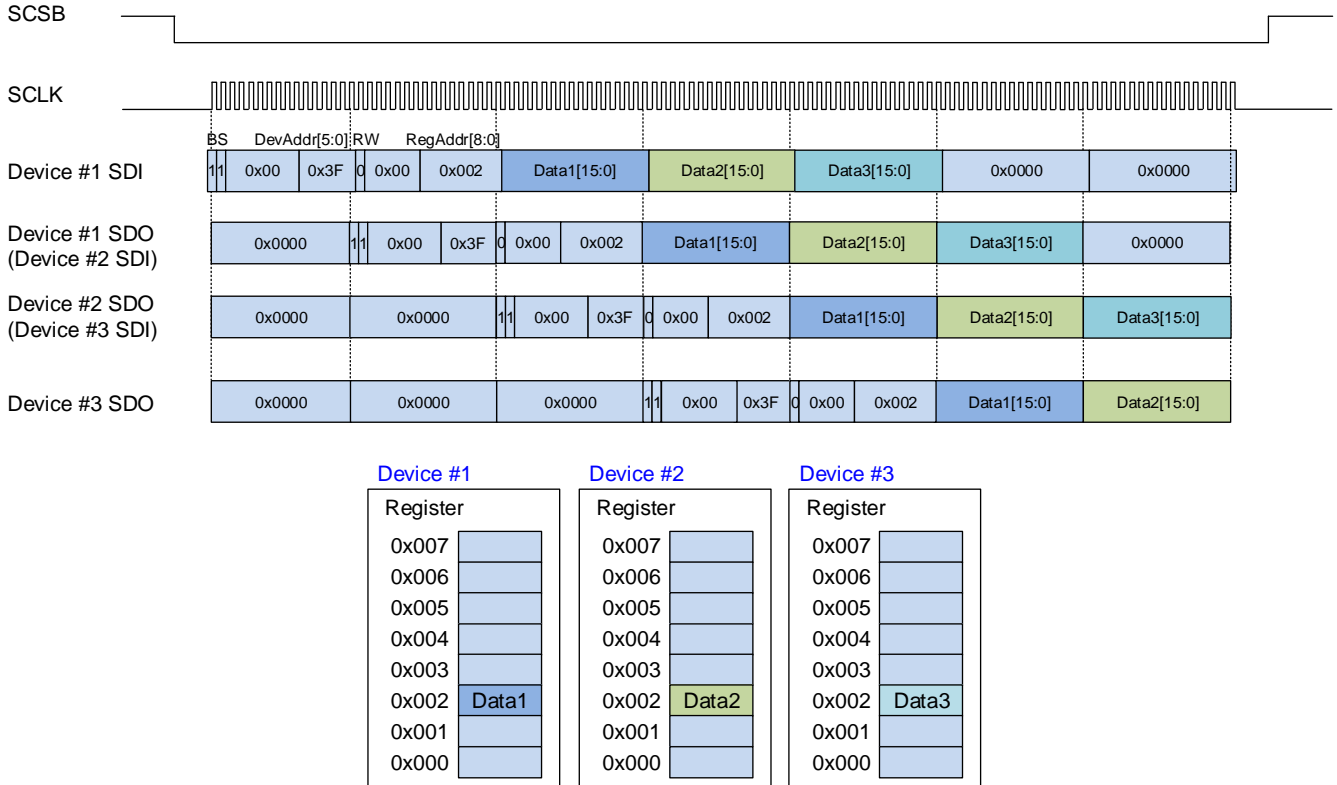 SCSB
SCLK
BS DevAddr[5:0] RW RegAddr[8:0]
Device #1 SDI 1 1 0x00 0x3F 0 0x00 0x002 Data1[15:0] Data2[15:0] Data3[15:0] 0x0000 0x0000
Device #1 SDO
(Device #2 SDI) 0x0000 1 1 0x00 0x3F 0 0x00 0x002 Data1[15:0] Data2[15:0] Data3[15:0] 0x0000
Device #2 SDO
(Device #3 SDI) 0x0000 0x0000 1 1 0x00 0x3F 0 0x00 0x002 Data1[15:0] Data2[15:0] Data3[15:0]
Device #3 SDO 0x0000 0x0000 0x0000 1 1 0x00 0x3F 0 0x00 0x002 Data1[15:0] Data2[15:0]
Device #1 Device #2 Device #3
Register Register Register
0x007 0x007 0x007
0x006 0x006 0x006
0x005 0x005 0x005
0x004 0x004 0x004
0x003 0x003 0x003
0x002 Data1 0x002 Data2 0x002 Data3
0x001 0x001 0x001
0x000 0x000 0x000